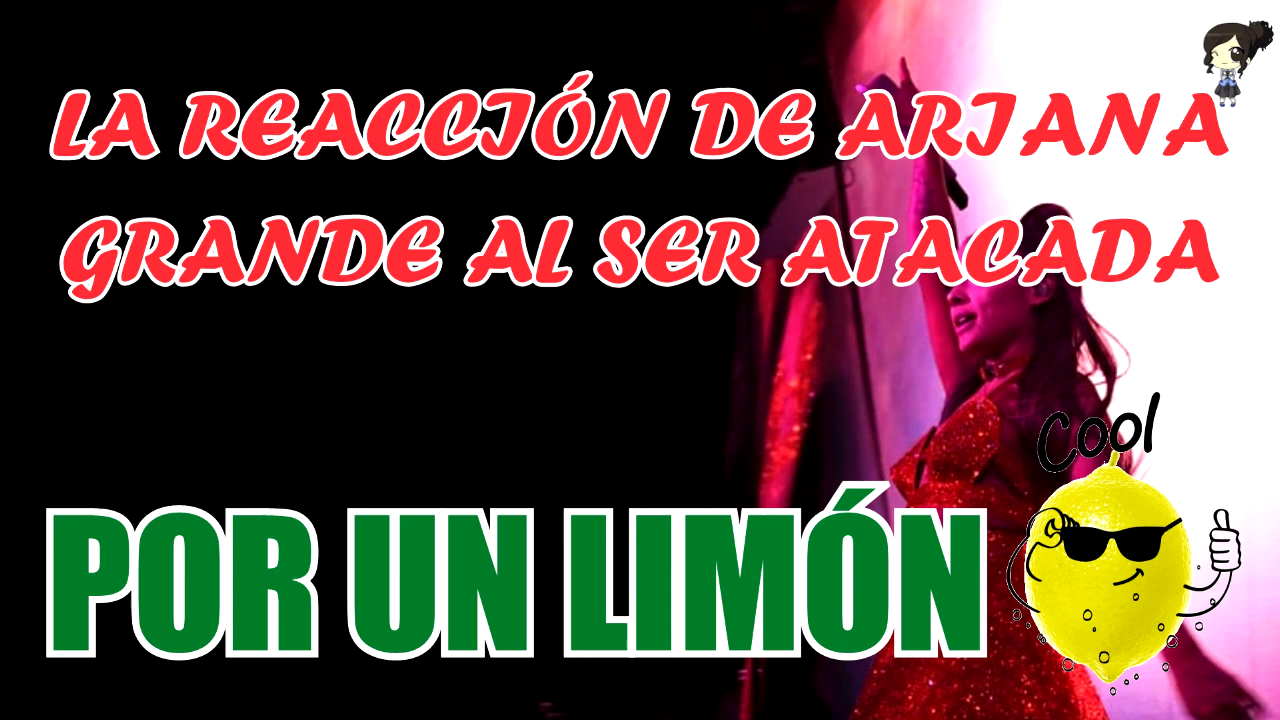 LA REACCIÓN DE ARIANA
GRANDE AL SER ATACADA
Cool
POR UN LIMÓN